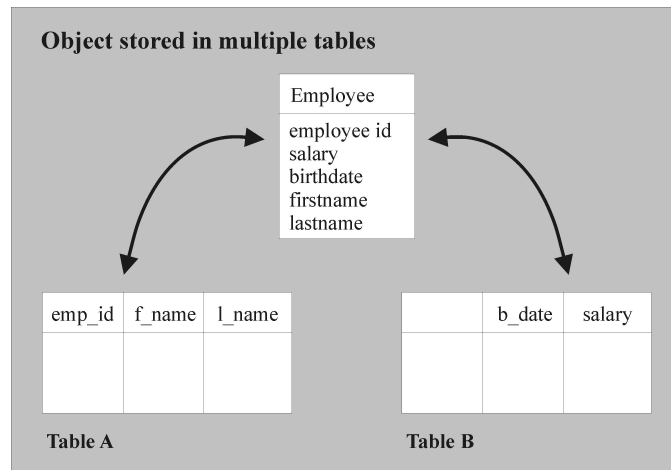 Object stored in multiple tables
Employee
employee id
salary
birthdate
firstname
lastname
emp_id f_name l_name
b_date salary
Table A
Table B